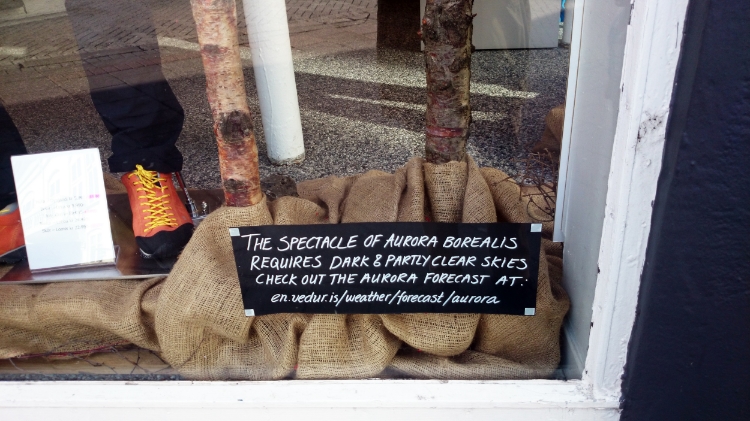 THE SPECTACLE OF AURORA BOREALIS
REQUIRES DARK & PARTLY CLEAR SKIES
CHECK OUT THE AURORA FORECAST AT:
en.vedur.is/weather/forecast/aurora